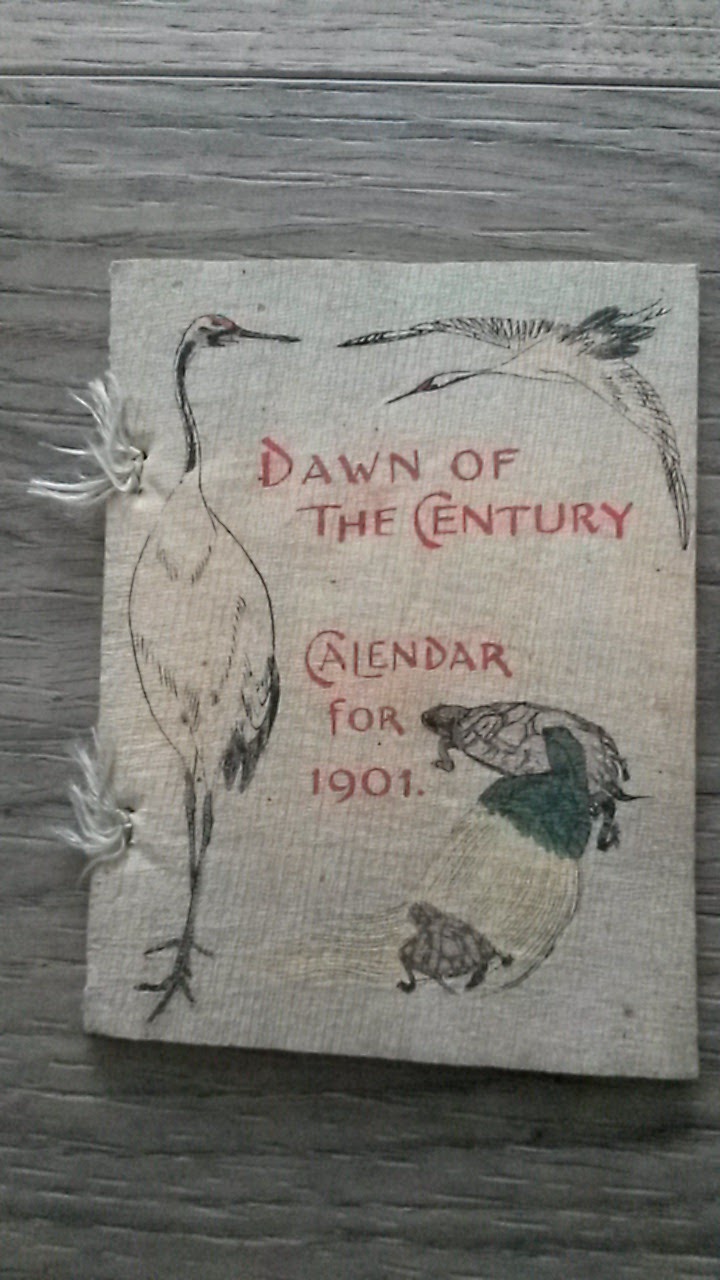 DAWN OF
THE CENTURY
CALENDAR
FOR
1901.